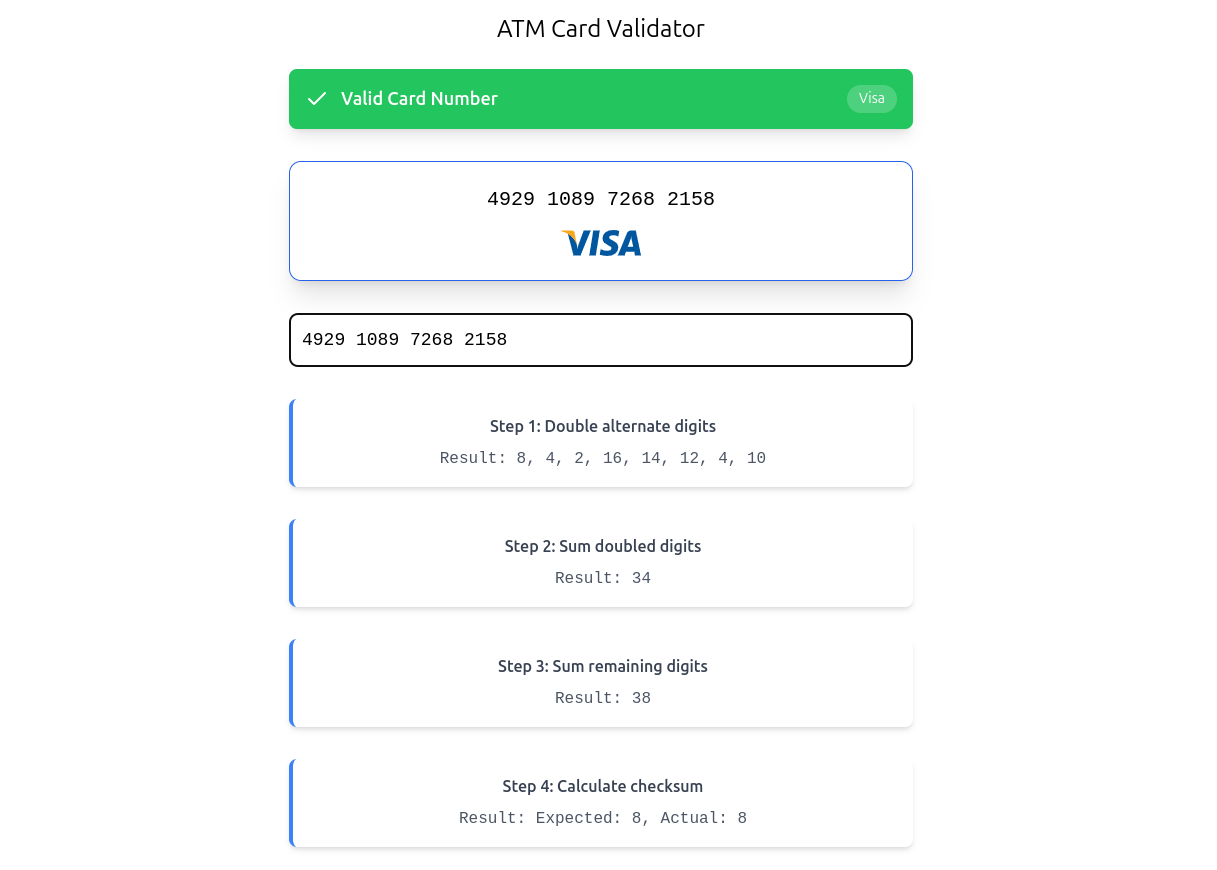 ATM Card Validator
Valid Card Number
Visa
4929 1089 7268 2158
VISA
4929 1089 7268 2158
Step 1: Double alternate digits
Result: 8, 4, 2, 16, 14, 12, 4, 10
Step 2: Sum doubled digits
Result: 34
Step 3: Sum remaining digits
Result: 38
Step 4: Calculate checksum
Result: Expected: 8, Actual: 8